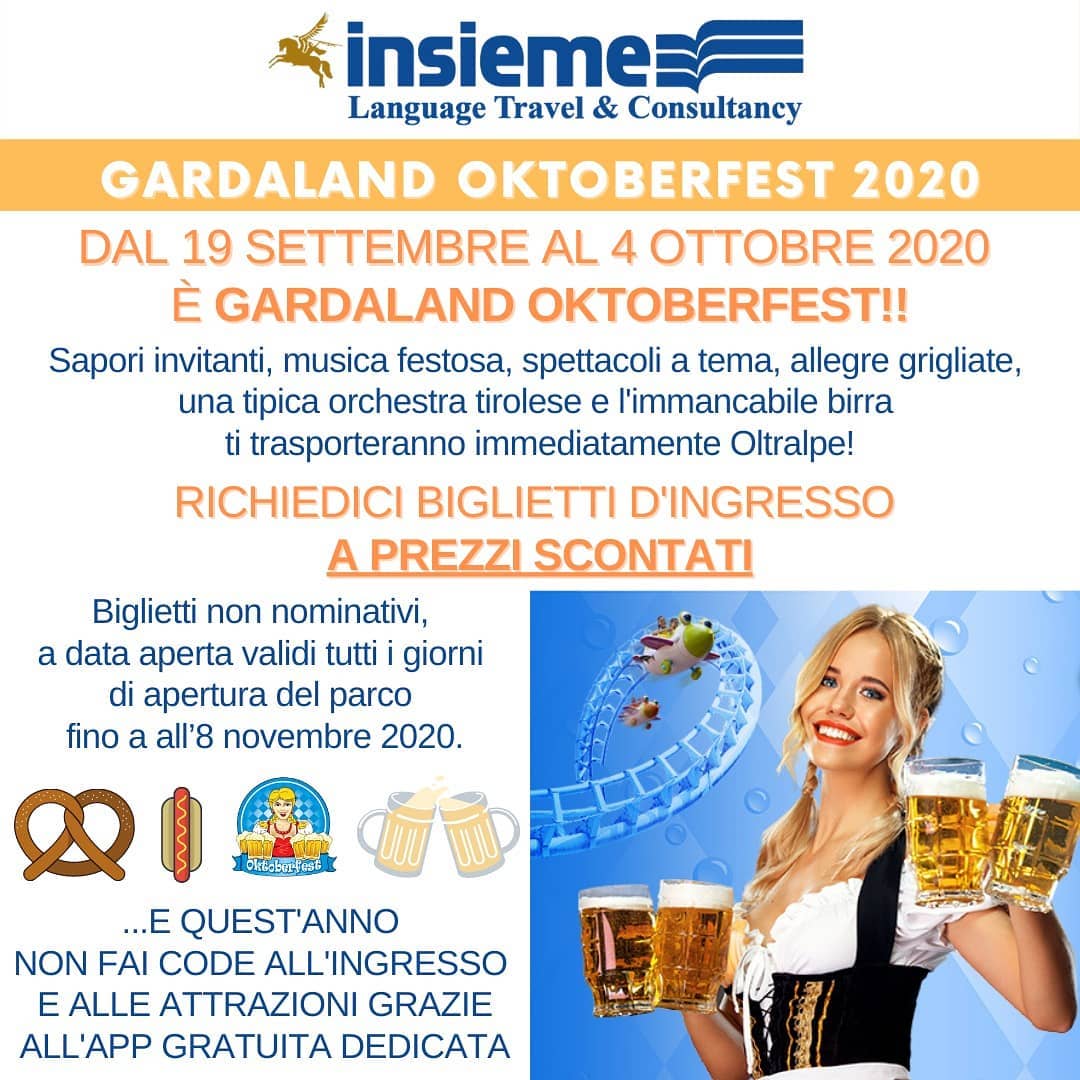 insieme
Language Travel & Consultancy
GARDALAND OKTOBERFEST 2020
DAL 19 SETTEMBRE AL 4 OTTOBRE 2020
È GARDALAND OKTOBERFEST!!
Sapori invitanti, musica festosa, spettacoli a tema, allegre grigliate,
una tipica orchestra tirolese e l'immancabile birra
ti trasporteranno immediatamente Oltralpe!
RICHIEDICI BIGLIETTI D'INGRESSO
A PREZZI SCONTATI
Biglietti non nominativi,
a data aperta validi tutti i giorni
di apertura del parco
fino a all’8 novembre 2020.
Oktoberfest
...E QUEST'ANNO
NON FAI CODE ALL'INGRESSO
E ALLE ATTRAZIONI GRAZIE
ALL'APP GRATUITA DEDICATA